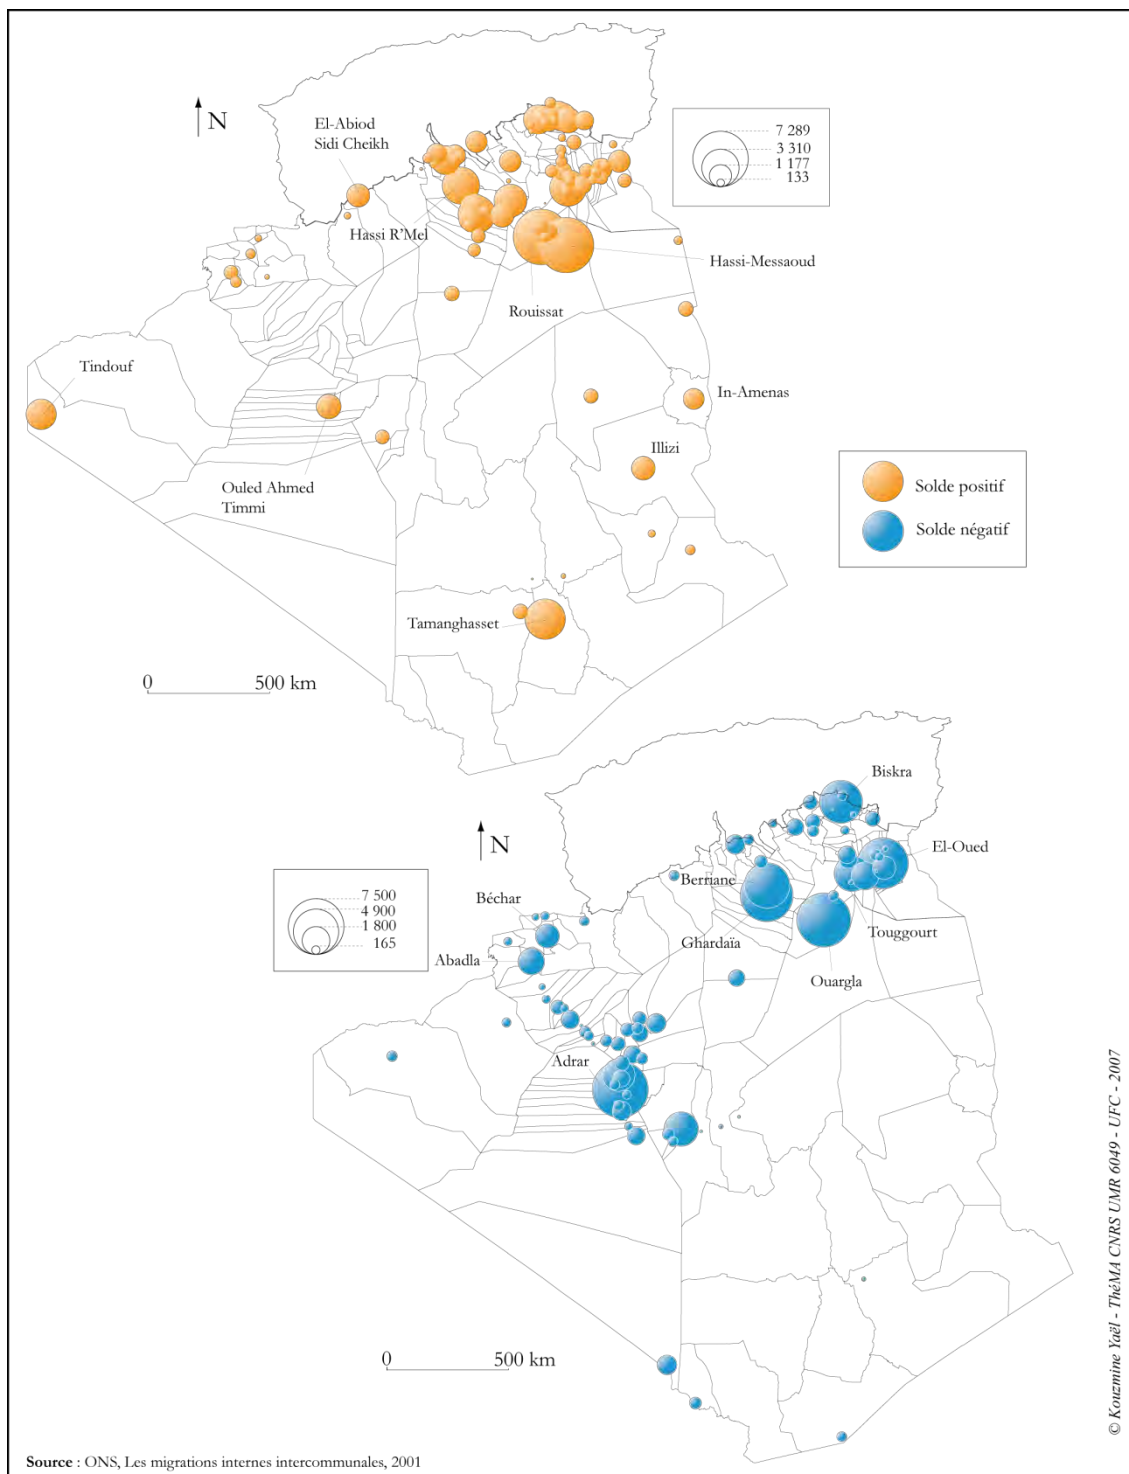 N
El-Abiod
Sidi Cheikh
7 289
3 310
1 177
133
Hassi R'Mel
Hassi-Messaoud
Rouissat
Tindouf
In-Amenas
Illizi
Ouled Ahmed
Timmi
Solde positif
Solde négatif
Tamanghasset
0 500 km
Biskra
N
El-Oued
7 500
4 900
1 800
165
Berriane
Béchar
Touggourt
Ghardaïa
Abadla
Ouargla
Adrar
0 500 km
© Kouzmine Yaël - ThéMA CNRS UMR 6049 - UFC - 2007
Source : ONS, Les migrations internes intercommunales, 2001